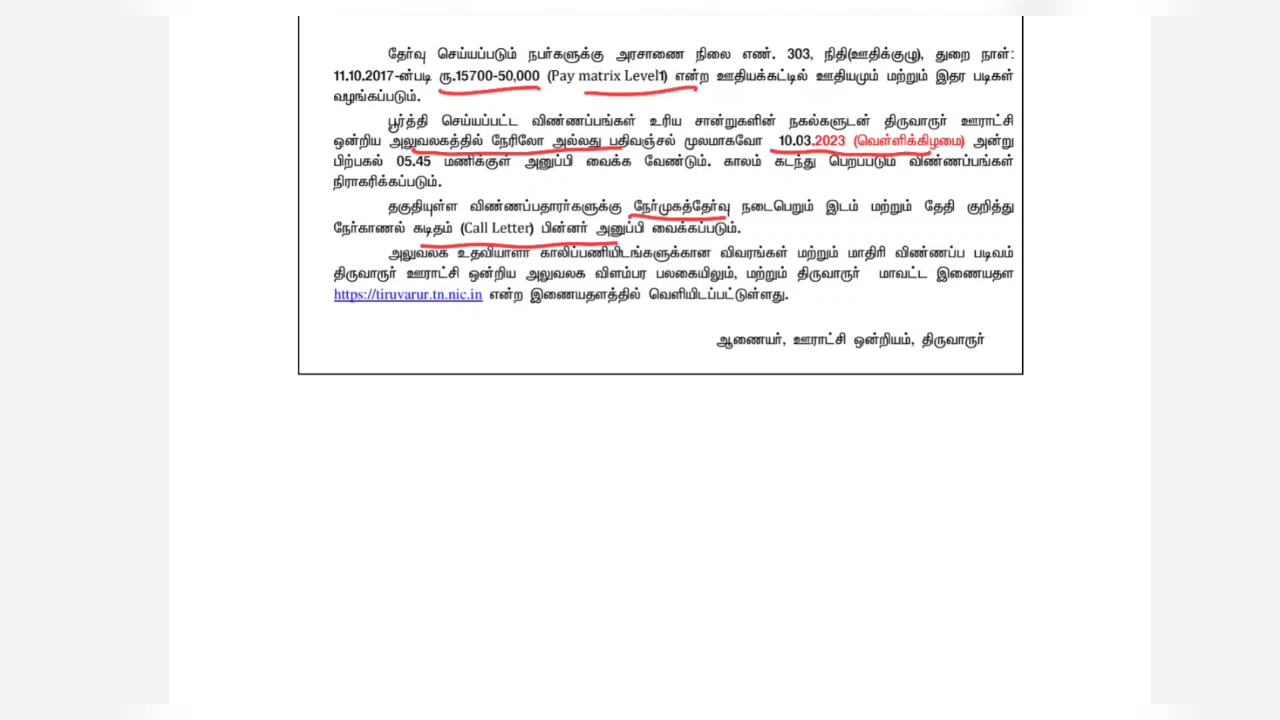 தேர்வு செய்யப்படும் நபர்களுக்கு அரசாணை நிலை எண். 303, நிதி(ஊதிக்குழு), துறை நாள்:
11.10.2017-ன்படி ரூ.15700-50,000 (Pay matrix Level1) என்ற ஊதியக்கட்டில் ஊதியமும் மற்றும் இதர படிகள்
வழங்கப்படும்.
பூர்த்தி செய்யப்பட்ட விண்ணப்பங்கள் உரிய சான்றுகளின் நகல்களுடன் திருவாரூர் ஊராட்சி
ஒன்றிய அலுவலகத்தில் நேரிலோ அல்லது பதிவஞ்சல் மூலமாகவோ 10.03.2023 (வெள்ளிக்கிழமை) அன்று
பிற்பகல் 05.45 மணிக்குள் அனுப்பி வைக்க வேண்டும். காலம் கடந்து பெறப்படும் விண்ணப்பங்கள்
நிராகரிக்கப்படும்.
தகுதியுள்ள விண்ணப்பதாரர்களுக்கு நேர்முகத்தேர்வு நடைபெறும் இடம் மற்றும் தேதி குறித்து
நேர்காணல் கடிதம் (Call Letter) பின்னர் அனுப்பி வைக்கப்படும்.
அலுவலக உதவியாளர் காலிப்பணியிடங்களுக்கான விவரங்கள் மற்றும் மாதிரி விண்ணப்ப படிவம்
திருவாரூர் ஊராட்சி ஒன்றிய அலுவலக விளம்பர பலகையிலும், மற்றும் திருவாரூர் மாவட்ட இணையதள
https://tiruvarur.tn.nic.in என்ற இணையதளத்தில் வெளியிடப்பட்டுள்ளது.
ஆணையர், ஊராட்சி ஒன்றியம், திருவாரூர்